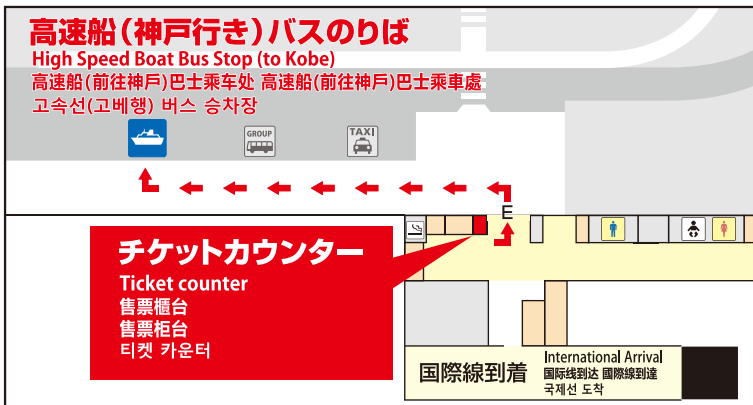 高速船(神戸行き)バスのりば
High Speed Boat Bus Stop (to Kobe)
高速船(前往神戶)巴士乘车处 高速船(前往神戶)巴士乘車處
고속선(고베행) 버스 승차장
GROUP
TAXI
E
チケットカウンター
Ticket counter
售票櫃台
售票柜台
티켓 카운터
国際線到着
International Arrival
国际线到达 國際線到達
국제선 도착